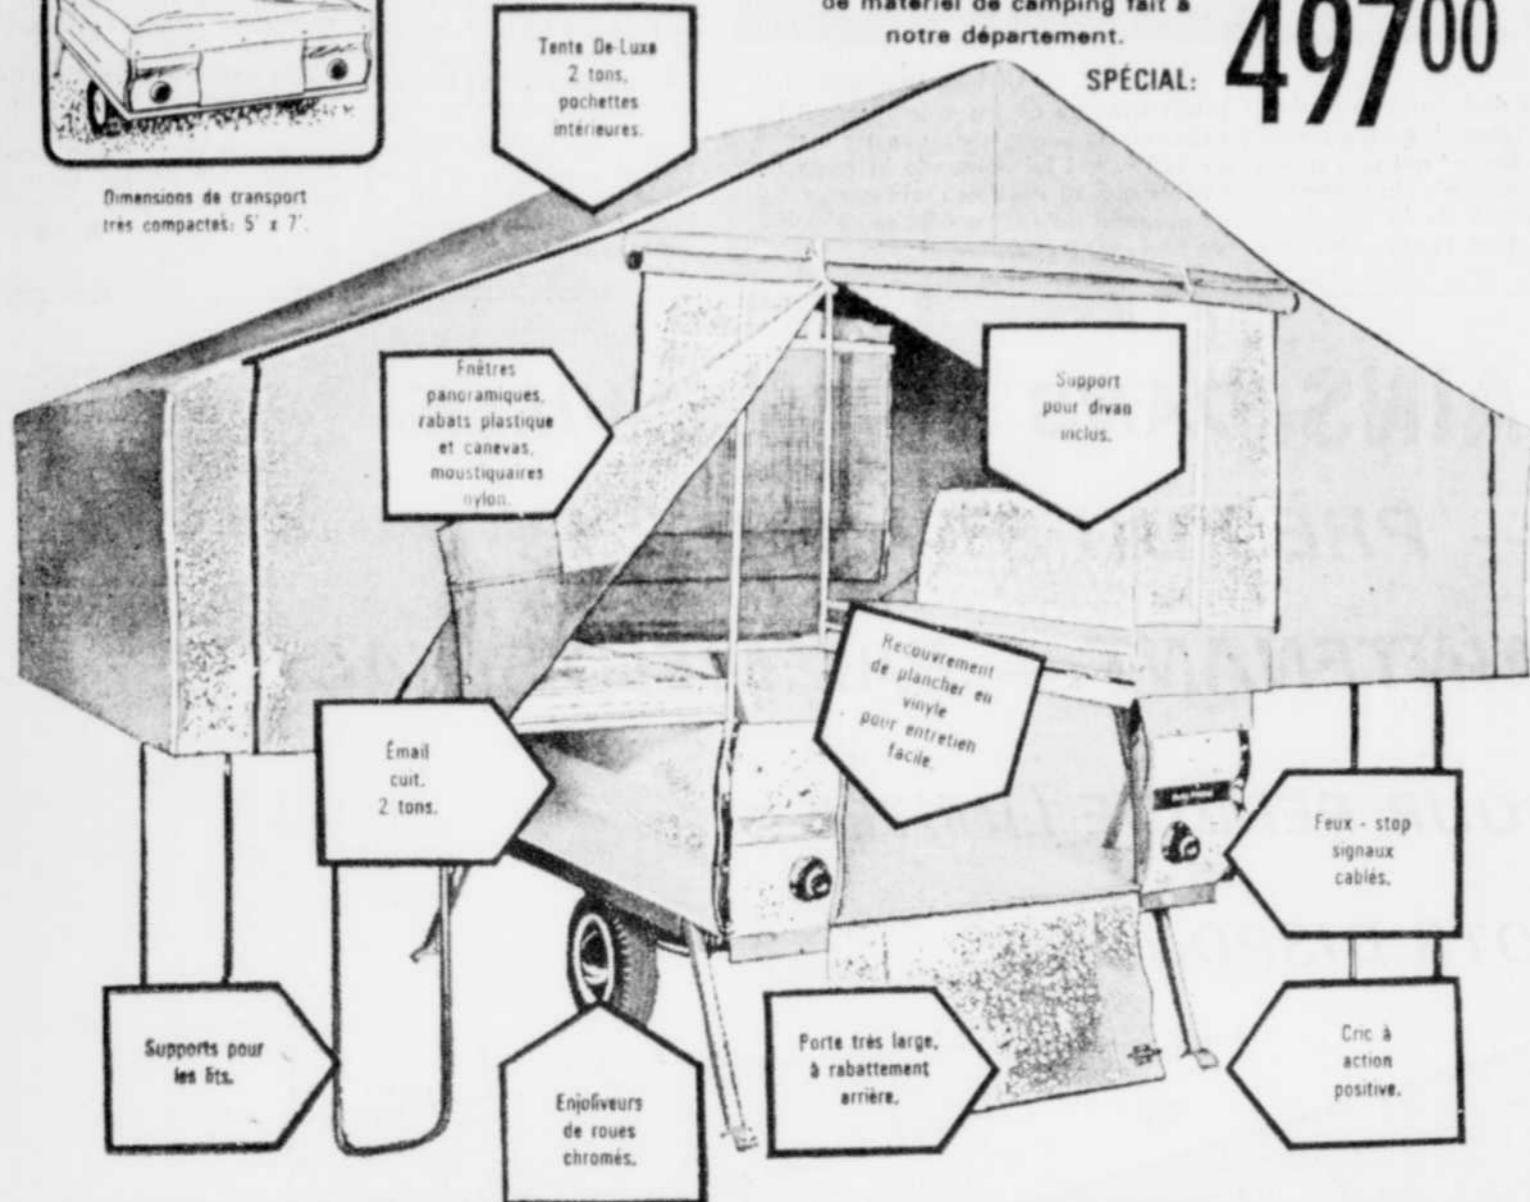 de matériel de camping fait à
notre département.
SPÉCIAL:
497 00
Tente De-Luxe
2 tons,
pochettes
intérieures.
Dimensions de transport
très compactes: 5' x 7'.
Fnêtres
panoramiques,
rabats plastique
et canevas,
moustiquaires
nylon.
Support
pour divan
inclus.
Recouvrement
de plancher en
vinyle
pour entretien
facile.
Émail
cuit.
2 tons.
Feux - stop
signaux
cablés.
Supports pour
les lits.
Enjoliveurs
de roues
chromés.
Porte très large,
à rabattement
arrière.
Cric à
action
positive.